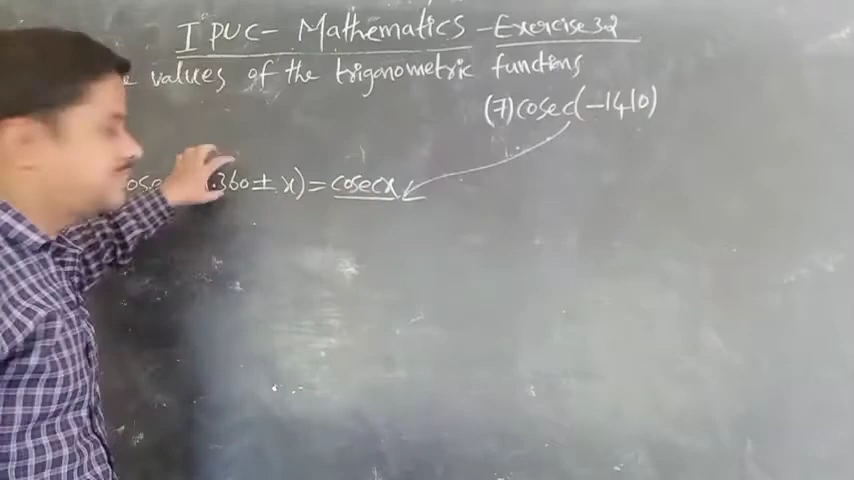 I PUC- Mathematics - Exercise 3.2
values of the trigonometric functions
(7) cosec(-1410)
.360 ± x) = cosecx